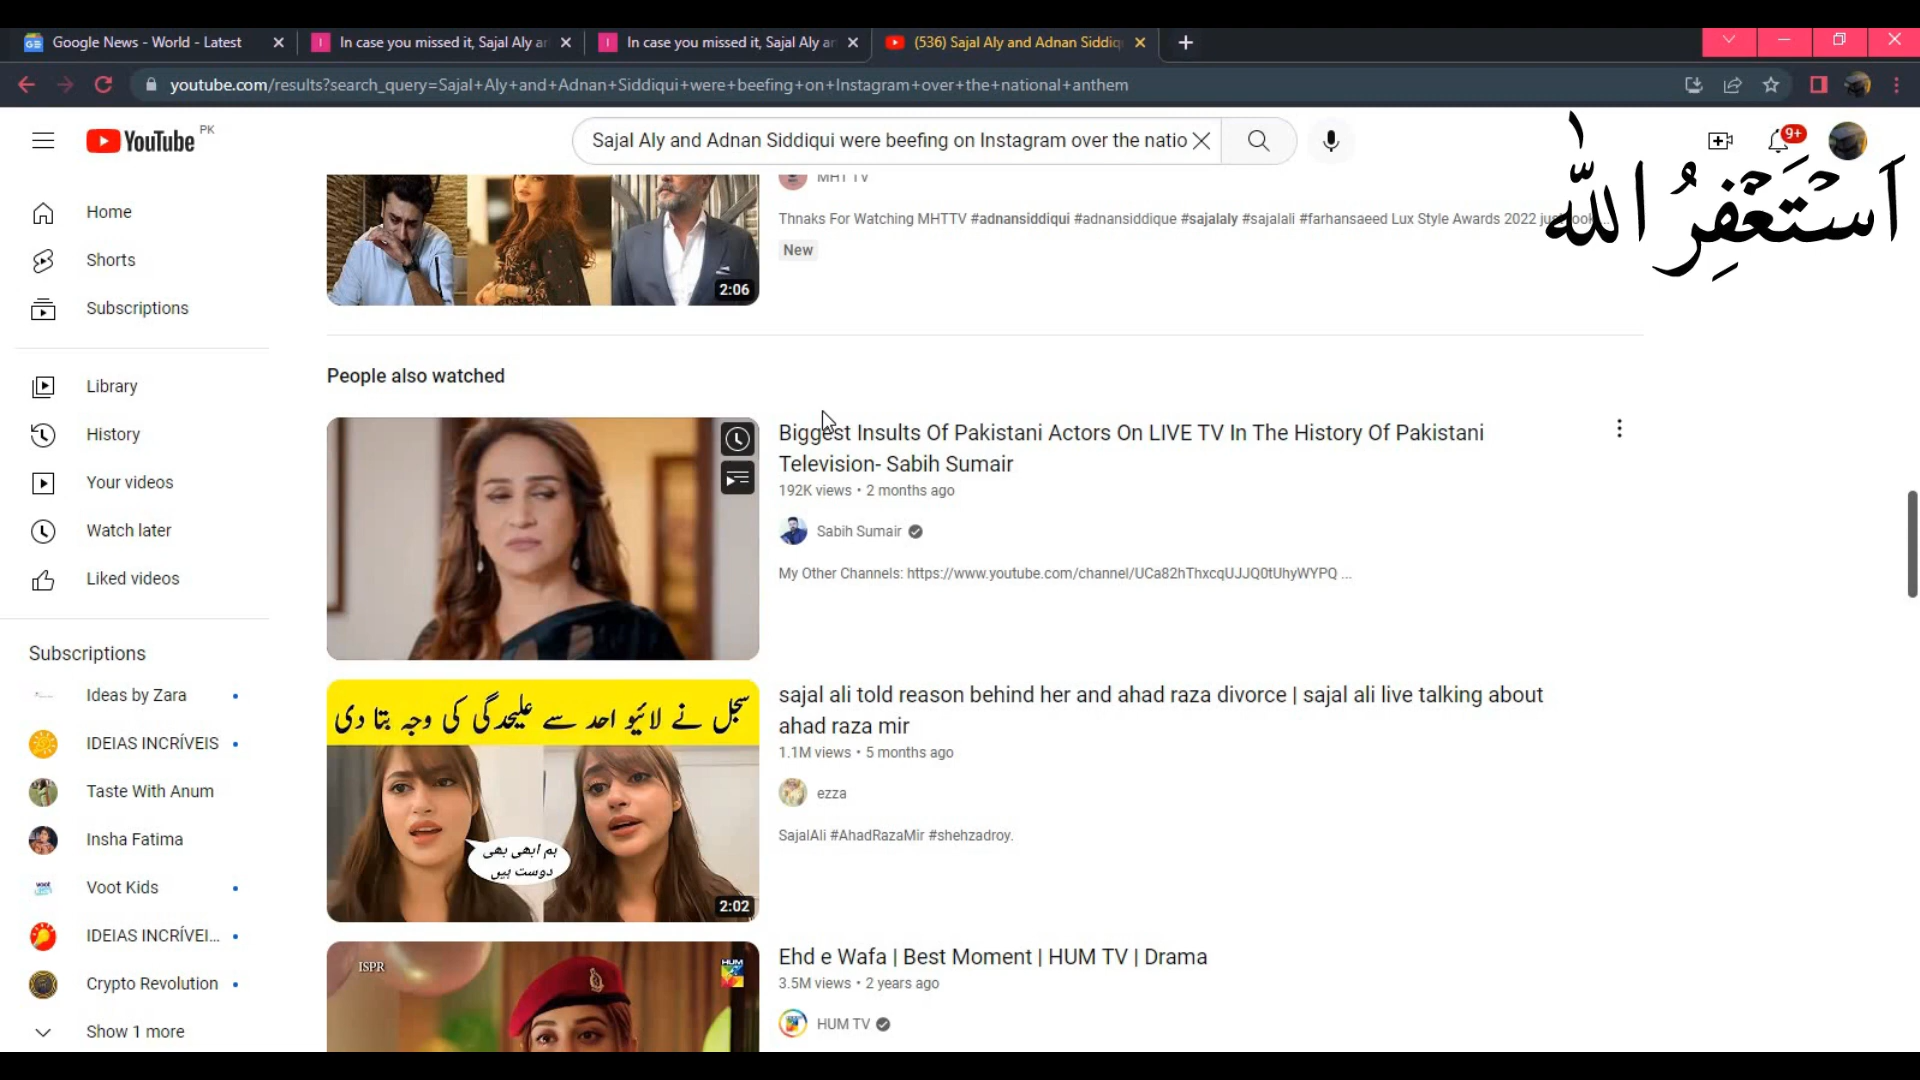 Google News - World - Latest
In case you missed it, Sajal Aly an
In case you missed it, Sajal Aly an
(536) Sajal Aly and Adnan Siddiq
youtube.com/results?search_query=Sajal+Aly+and+Adnan+Siddiqui+were+beefing+on+Instagram+over+the+national+anthem
YouTube PK
Sajal Aly and Adnan Siddiqui were beefing on Instagram over the natio
9+
أَسْتَغْفِرُ اللّٰه
Home
Shorts
Subscriptions
Library
History
Your videos
Watch later
Liked videos
Subscriptions
Ideas by Zara
IDEIAS INCRÍVEIS
Taste With Anum
Insha Fatima
Voot Kids
IDEIAS INCRÍVEI...
Crypto Revolution
Show 1 more
2:06
MHT TV
Thnaks For Watching MHTTV #adnansiddiqui #adnansiddique #sajalaly #sajalali #farhansaeed Lux Style Awards 2022
New
People also watched
Biggest Insults Of Pakistani Actors On LIVE TV In The History Of Pakistani
Television- Sabih Sumair
192K views • 2 months ago
Sabih Sumair
My Other Channels: https://www.youtube.com/channel/UCa82hThxcqUJJQ0tUhyWYPQ ...
سجل نے لائیو احد سے علیحدگی کی وجہ بتا دی
ہم ابھی بھی
دوست ہیں
2:02
sajal ali told reason behind her and ahad raza divorce | sajal ali live talking about
ahad raza mir
1.1M views • 5 months ago
ezza
SajalAli #AhadRazaMir #shehzadroy.
ISPR
HUM
Ehd e Wafa | Best Moment | HUM TV | Drama
3.5M views • 2 years ago
HUM TV